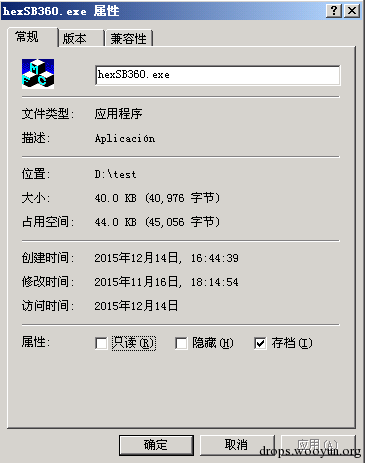 hexSB360.exe 属性
常规 版本 兼容性
hexSB360.exe
文件类型: 应用程序
描述: Aplicación
位置: D:\test
大小: 40.0 KB (40,976 字节)
占用空间: 44.0 KB (45,056 字节)
创建时间: 2015年12月14日, 16:44:39
修改时间: 2015年11月16日, 18:14:54
访问时间: 2015年12月14日
属性: 只读(R) 隐藏(H) 存档(I)
确定 取消 应用(A)
drops.wooyun.org